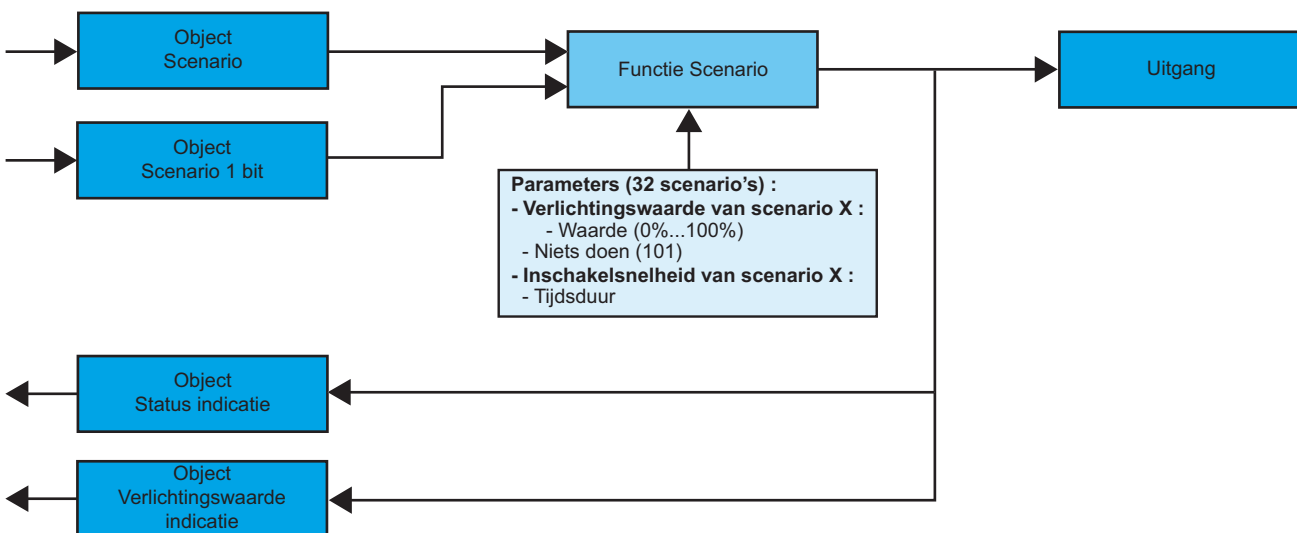 Object
Scenario
Functie Scenario
Uitgang
Object
Scenario 1 bit
Parameters (32 scenario's) :
- Verlichtingswaarde van scenario X :
- Waarde (0%...100%)
- Niets doen (101)
- Inschakelsnelheid van scenario X :
- Tijdsduur
Object
Status indicatie
Object
Verlichtingswaarde
indicatie